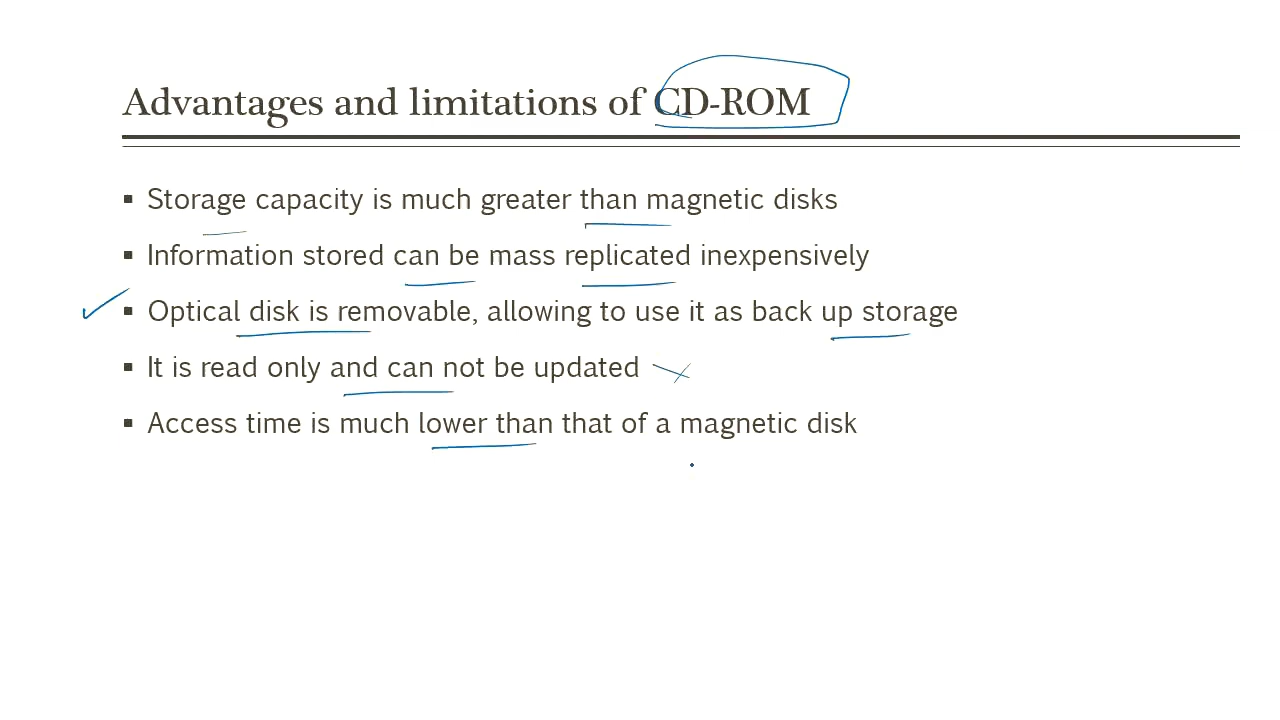 Advantages and limitations of CD-ROM
▪ Storage capacity is much greater than magnetic disks
▪ Information stored can be mass replicated inexpensively
▪ Optical disk is removable, allowing to use it as back up storage
▪ It is read only and can not be updated
▪ Access time is much lower than that of a magnetic disk